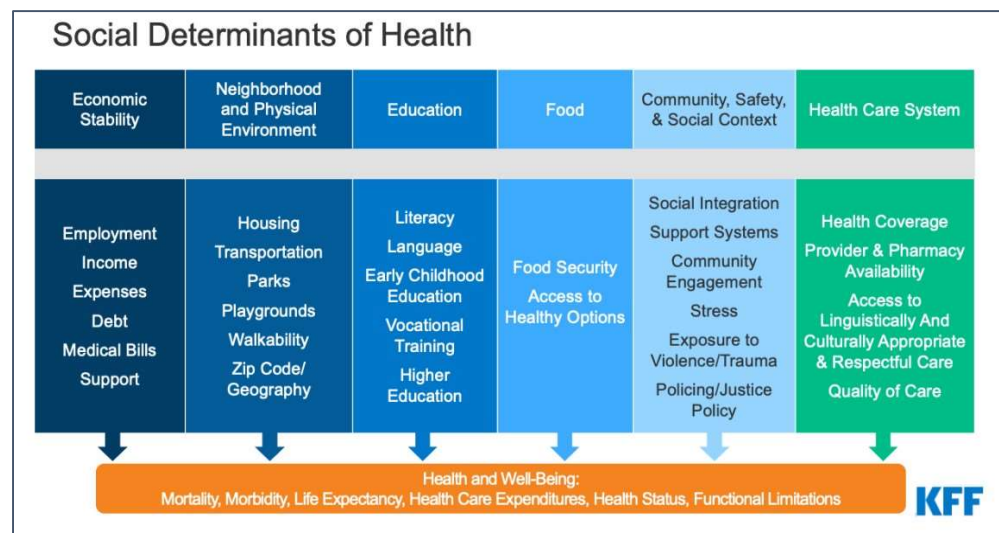 Social Determinants of Health
Economic
Stability
Neighborhood
and Physical
Environment
Education
Food
Community, Safety,
& Social Context
Health Care System
Employment
Income
Expenses
Debt
Medical Bills
Support
Housing
Transportation
Parks
Playgrounds
Walkability
Zip Code/
Geography
Literacy
Language
Early Childhood
Education
Vocational
Training
Higher
Education
Food Security
Access to
Healthy Options
Social Integration
Support Systems
Community
Engagement
Stress
Exposure to
Violence/Trauma
Policing/Justice
Policy
Health Coverage
Provider & Pharmacy
Availability
Access to
Linguistically And
Culturally Appropriate
& Respectful Care
Quality of Care
Health and Well-Being:
Mortality, Morbidity, Life Expectancy, Health Care Expenditures, Health Status, Functional Limitations
KFF